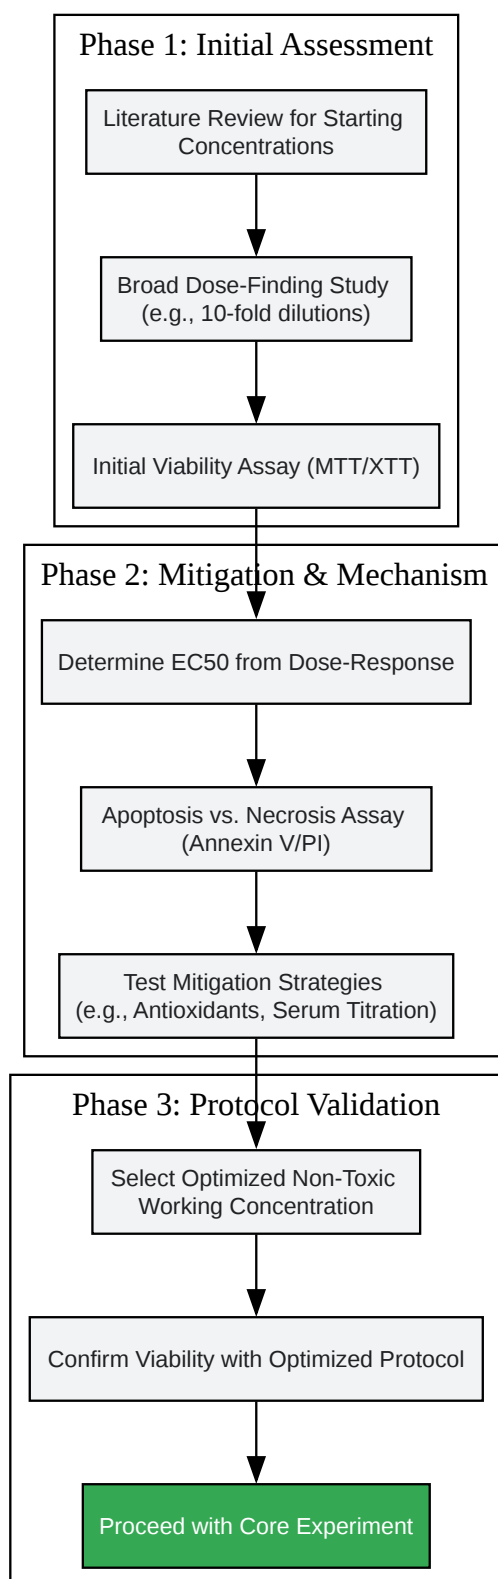 Phase 1: Initial Assessment
Literature Review for Starting
Concentrations
Broad Dose-Finding Study
(e.g., 10-fold dilutions)
Initial Viability Assay (MTT/XTT)
Phase 2: Mitigation & Mechanism
Determine EC50 from Dose-Response
Apoptosis vs. Necrosis Assay
(Annexin V/PI)
Test Mitigation Strategies
(e.g., Antioxidants, Serum Titration)
Phase 3: Protocol Validation
Select Optimized Non-Toxic
Working Concentration
Confirm Viability with Optimized Protocol
Proceed with Core Experiment